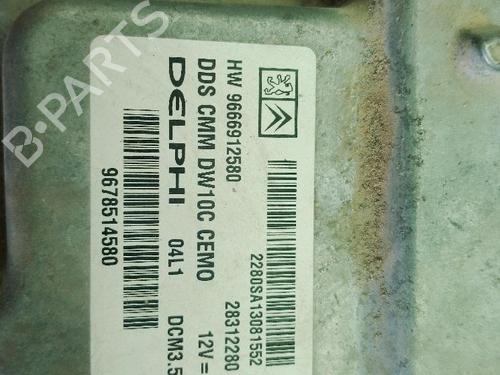 HW 9666912580
2280SA13081552
DDS CMM DW10C CEMO
28312280
DELPHI 04L1
12V =
DCM3.5
9678514580
B-PARTS